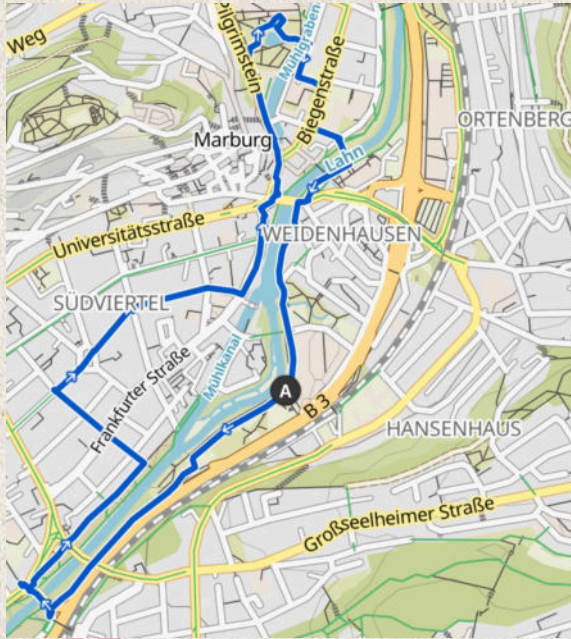 Weg
Pilgrimstein
Mühlgraben
Biegenstraße
ORTENBERG
Marburg
Lahn
Universitätsstraße
WEIDENHAUSEN
SÜDVIERTEL
Mühlkanal
Frankfurter Straße
A
B 3
HANSENHAUS
Großseelheimer Straße